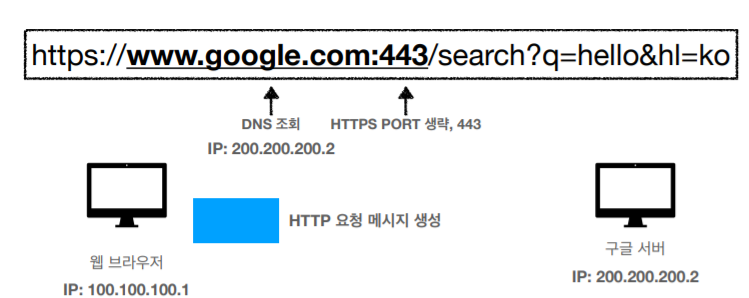 https://www.google.com:443/search?q=hello&hl=ko
DNS 조회
HTTPS PORT 생략, 443
IP: 200.200.200.2
HTTP 요청 메시지 생성
웹 브라우저
구글 서버
IP: 100.100.100.1
IP: 200.200.200.2